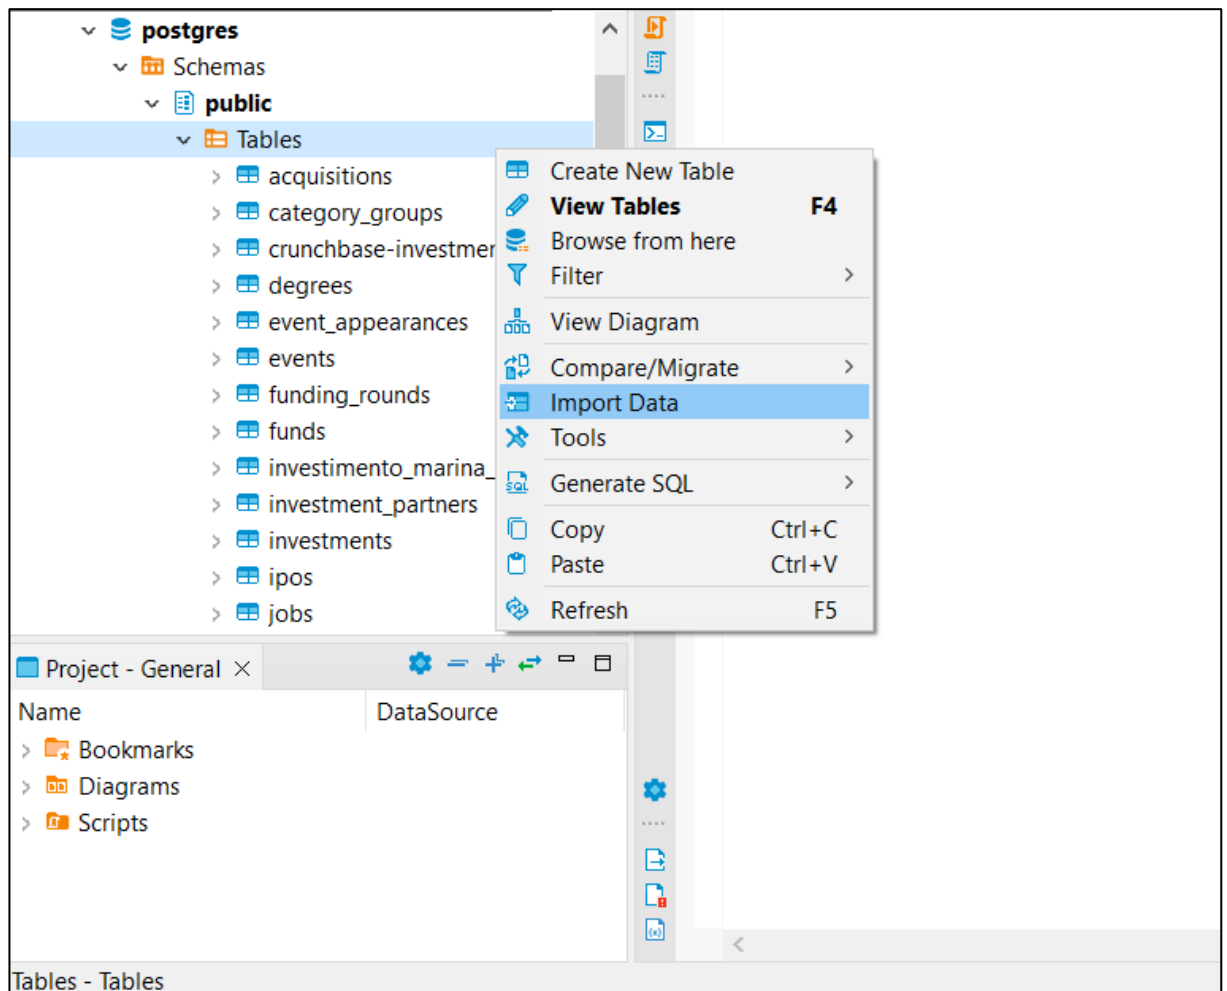 postgres
Schemas
public
Tables
acquisitions
category_groups
crunchbase-investmen
degrees
event_appearances
events
funding_rounds
funds
investimento_marina_
investment_partners
investments
ipos
jobs
Create New Table
View Tables F4
Browse from here
Filter
View Diagram
Compare/Migrate
Import Data
Tools
Generate SQL
Copy Ctrl+C
Paste Ctrl+V
Refresh F5
Project - General
Name DataSource
Bookmarks
Diagrams
Scripts
Tables - Tables